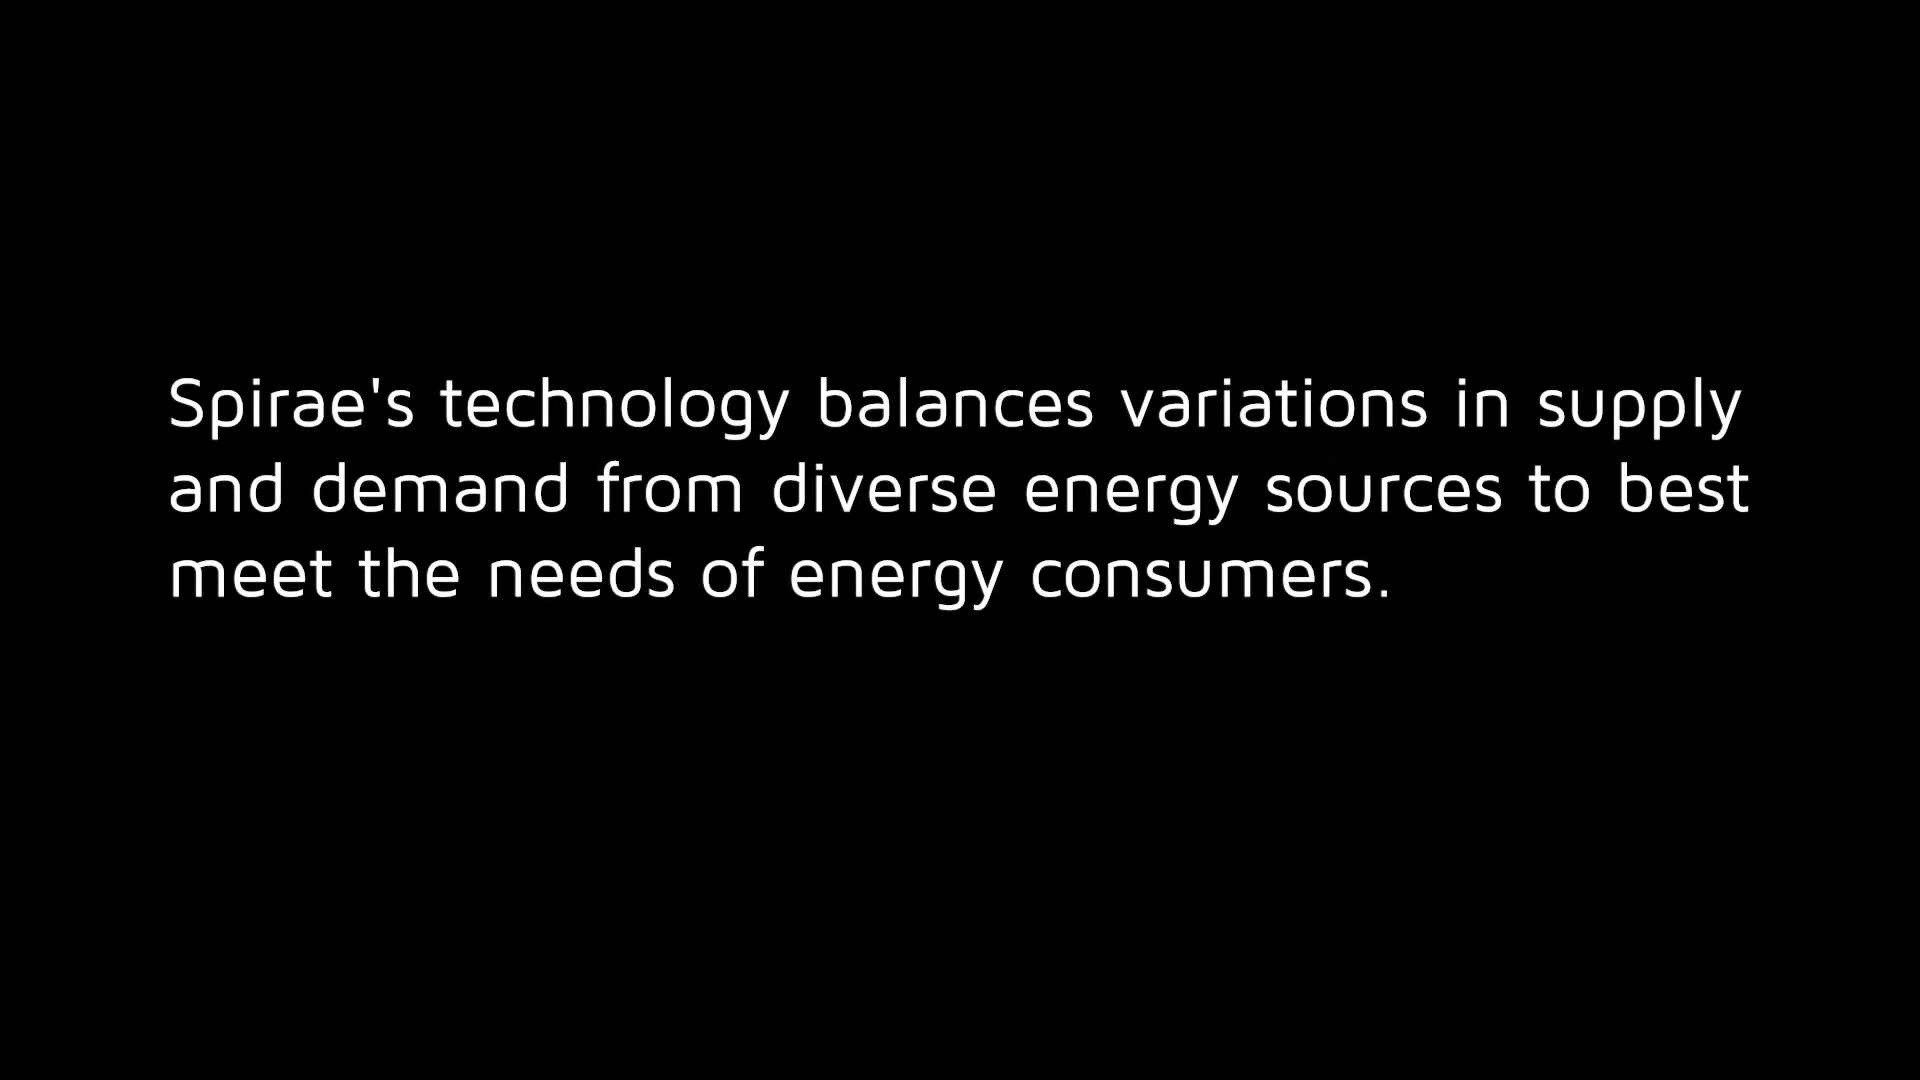 Spirae's technology balances variations in supply
and demand from diverse energy sources to best
meet the needs of energy consumers.